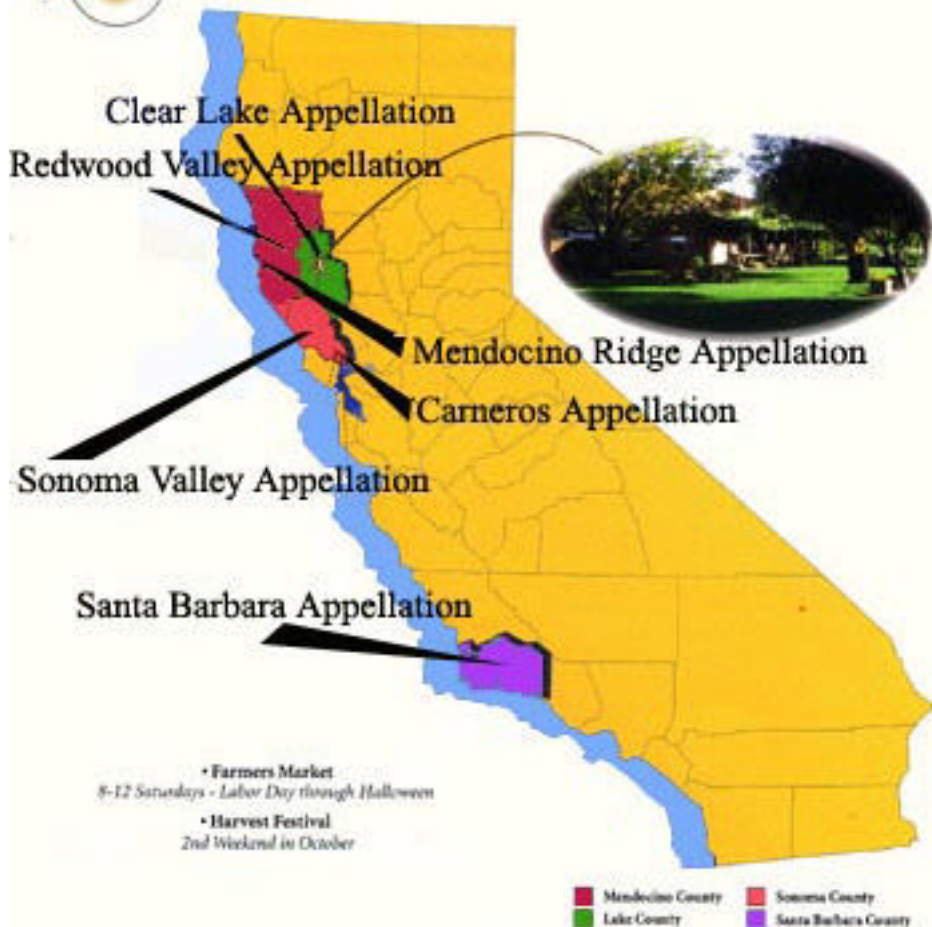 Clear Lake Appellation
Redwood Valley Appellation
Mendocino Ridge Appellation
Carneros Appellation
Sonoma Valley Appellation
Santa Barbara Appellation
• Farmers Market
8-12 Saturdays - Labor Day through Halloween
• Harvest Festival
2nd Weekend in October
Mendocino County
Sonoma County
Lake County
Santa Barbara County